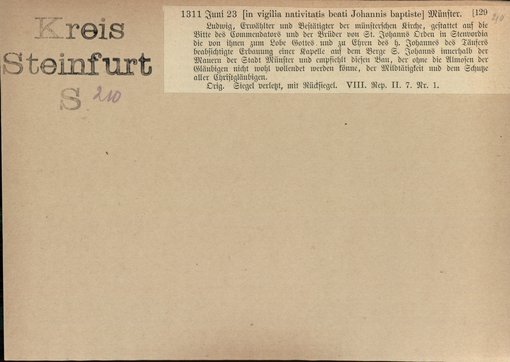 Kreis
Steinfurt
S 210
1311 Juni 23 [in vigilia nativitatis beati Johannis baptiste] Münster. [129
210
Ludwig, Erwählter und Bestätigter der münsterschen Kirche, gestattet auf die
Bitte des Commendators und der Brüder von St. Johanns Orden in Stenvordia
die von ihnen zum Lobe Gottes und zu Ehren des h. Johannes des Täufers
beabsichtigte Erbauung einer Kapelle auf dem Berge S. Johanns innerhalb der
Mauern der Stadt Münster und empfiehlt diesen Bau, der ohne die Almosen der
Gläubigen nicht wohl vollendet werden könne, der Mildtätigkeit und dem Schutze
aller Christgläubigen.
Orig. Siegel verletzt, mit Rücksiegel. VIII. Rep. II. 7. Nr. 1.